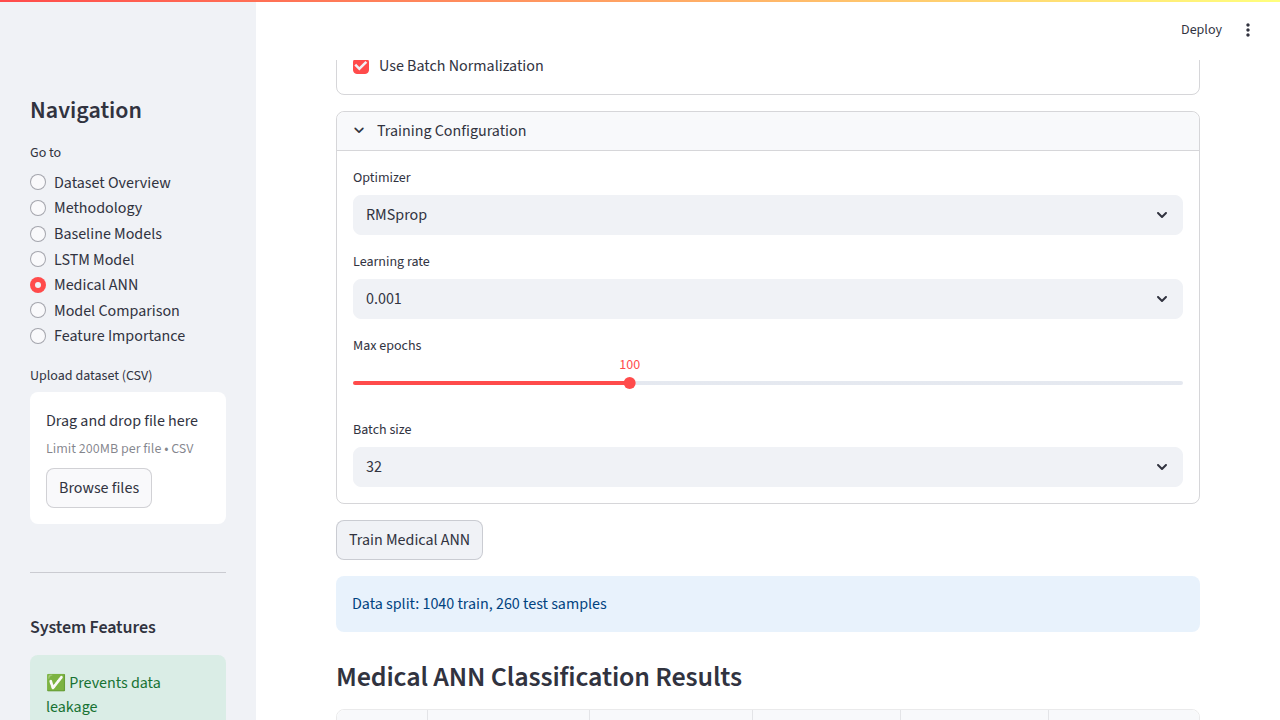 Deploy
Navigation
Go to
Dataset Overview
Methodology
Baseline Models
LSTM Model
Medical ANN
Model Comparison
Feature Importance
Upload dataset (CSV)
Drag and drop file here
Limit 200MB per file • CSV
Browse files
System Features
✅ Prevents data
leakage
Use Batch Normalization
Training Configuration
Optimizer
RMSprop
Learning rate
0.001
Max epochs
100
Batch size
32
Train Medical ANN
Data split: 1040 train, 260 test samples
Medical ANN Classification Results